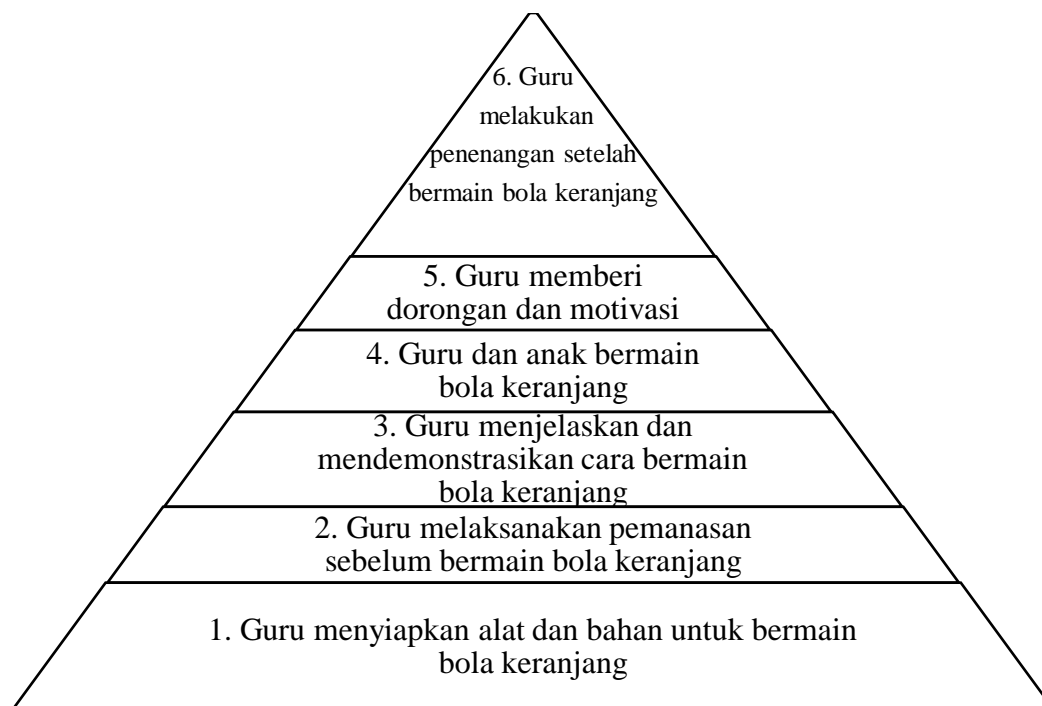 6. Guru
melakukan
penenangan setelah
bermain bola keranjang
5. Guru memberi
dorongan dan motivasi
4. Guru dan anak bermain
bola keranjang
3. Guru menjelaskan dan
mendemonstrasikan cara bermain
bola keranjang
2. Guru melaksanakan pemanasan
sebelum bermain bola keranjang
1. Guru menyiapkan alat dan bahan untuk bermain
bola keranjang